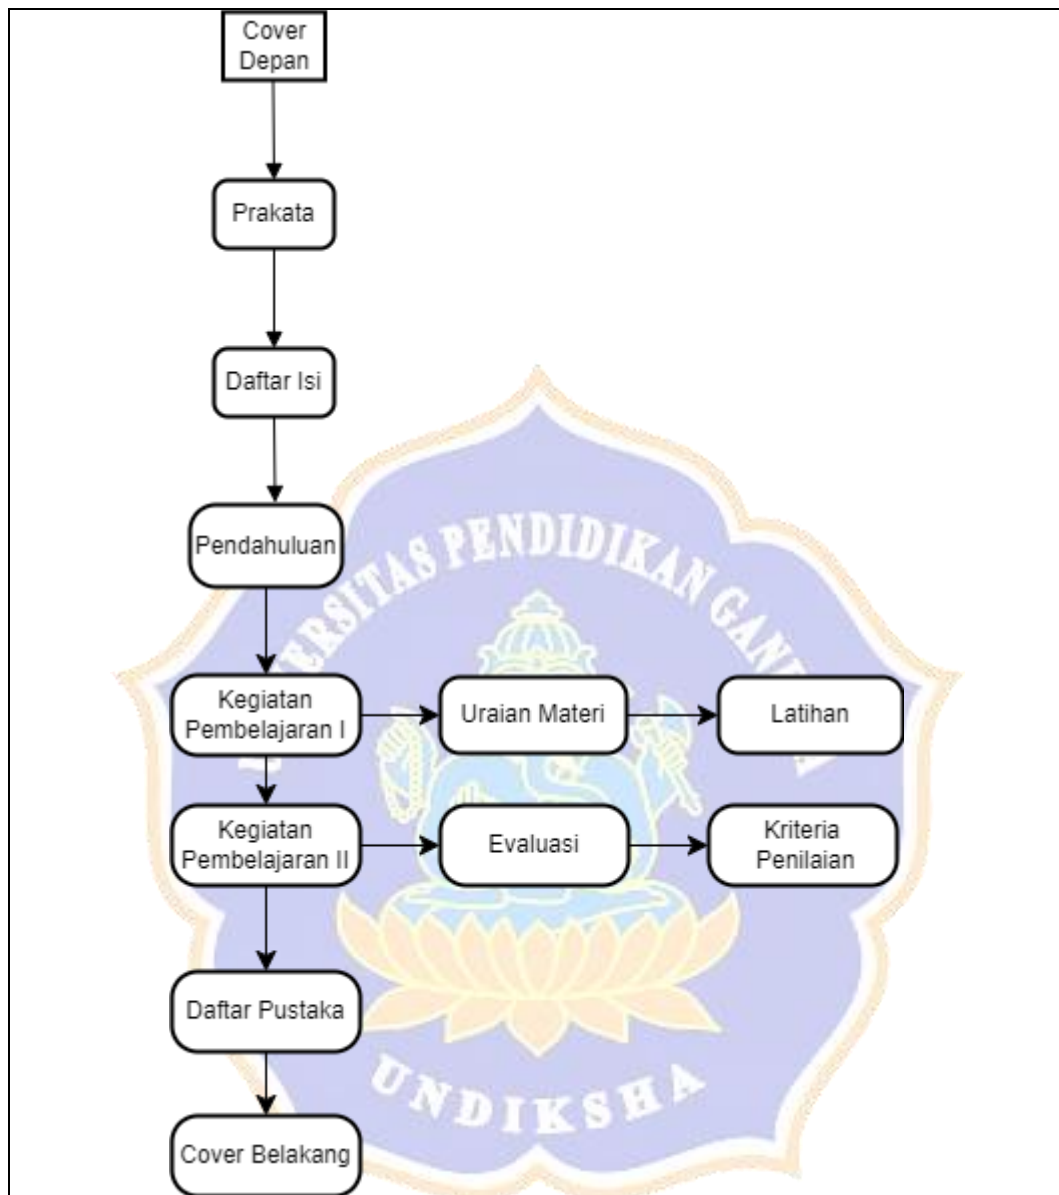 Cover
Depan
Prakata
Daftar Isi
Pendahuluan
UNIVERSITAS PENDIDIKAN GANESHA
Kegiatan
Pembelajaran I
Uraian Materi
Latihan
Kegiatan
Pembelajaran II
Evaluasi
Kriteria
Penilaian
Daftar Pustaka
UNDIKSHA
Cover Belakang